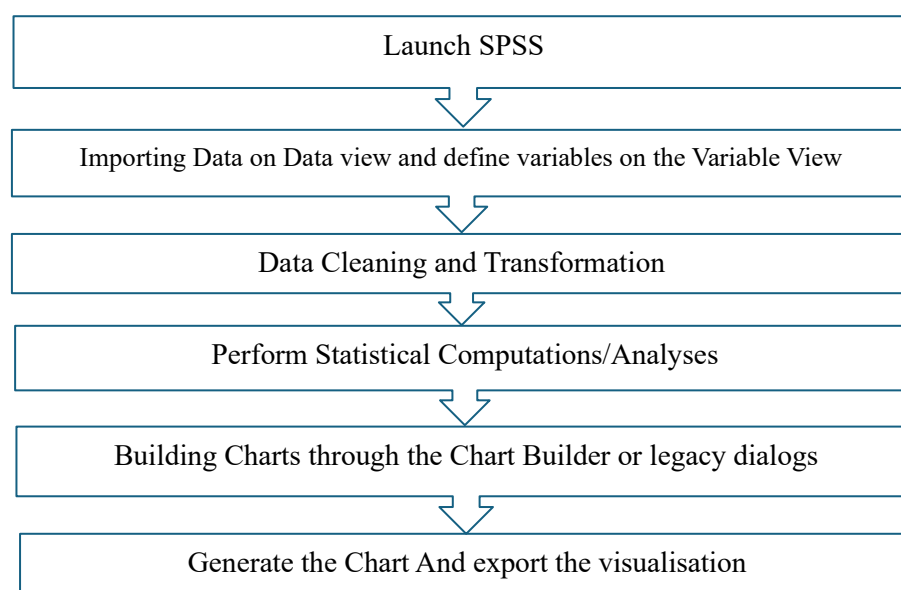 Launch SPSS
Importing Data on Data view and define variables on the Variable View
Data Cleaning and Transformation
Perform Statistical Computations/Analyses
Building Charts through the Chart Builder or legacy dialogs
Generate the Chart And export the visualisation